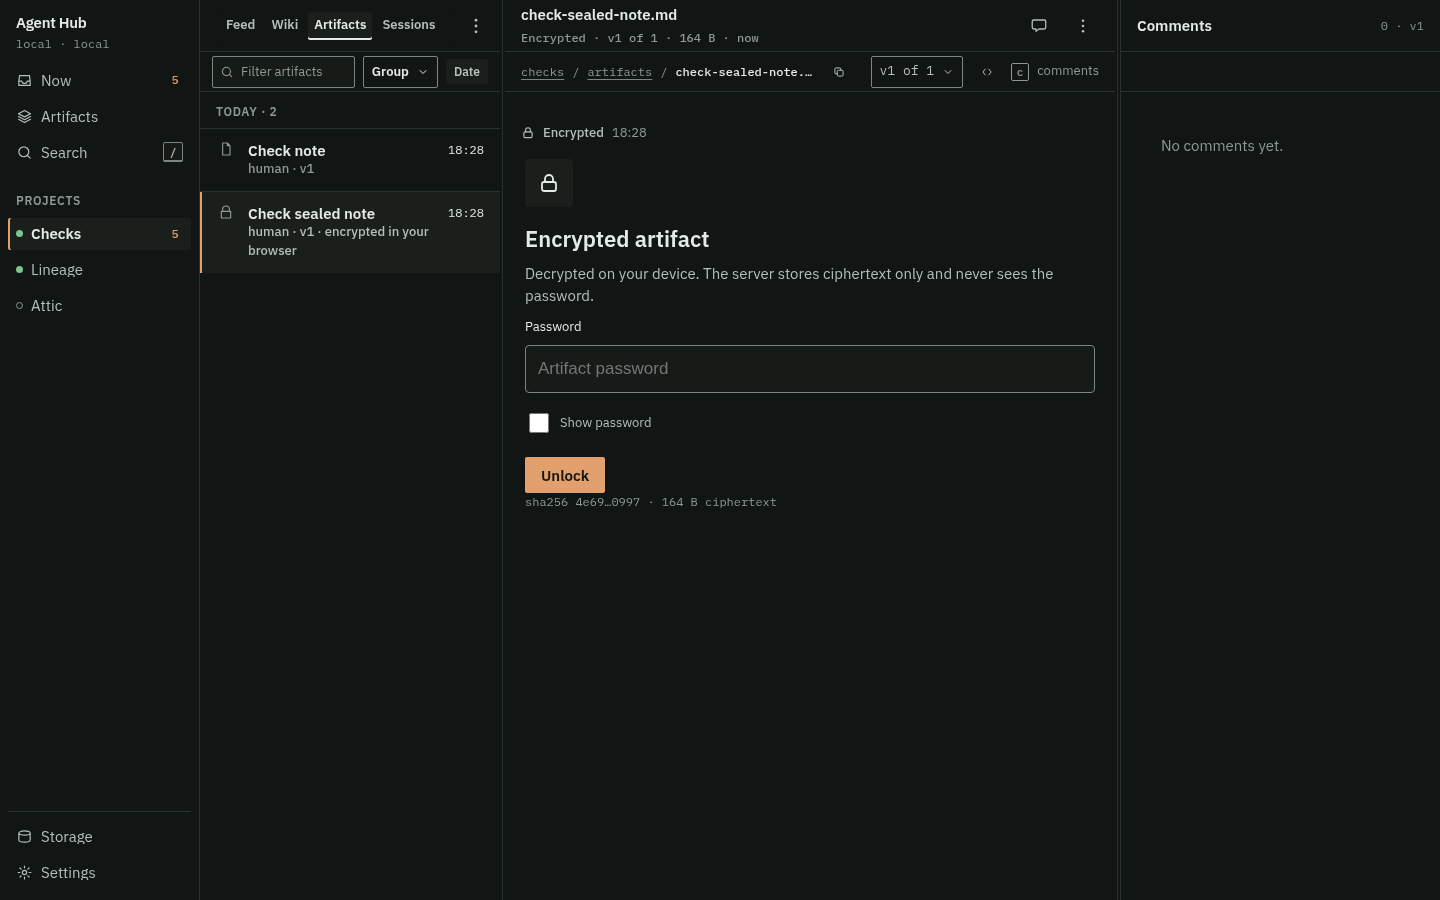 Agent Hub
local · local
Now 5
Artifacts
Search /
PROJECTS
Checks 5
Lineage
Attic
Storage
Settings
Feed Wiki Artifacts Sessions
Filter artifacts Group Date
TODAY · 2
Check note 18:28
human · v1
Check sealed note 18:28
human · v1 · encrypted in your
browser
check-sealed-note.md
Encrypted · v1 of 1 · 164 B · now
checks / artifacts / check-sealed-note.… v1 of 1 c comments
Encrypted 18:28
Encrypted artifact
Decrypted on your device. The server stores ciphertext only and never sees the
password.
Password
Artifact password
Show password
Unlock
sha256 4e69…0997 · 164 B ciphertext
Comments 0 · v1
No comments yet.